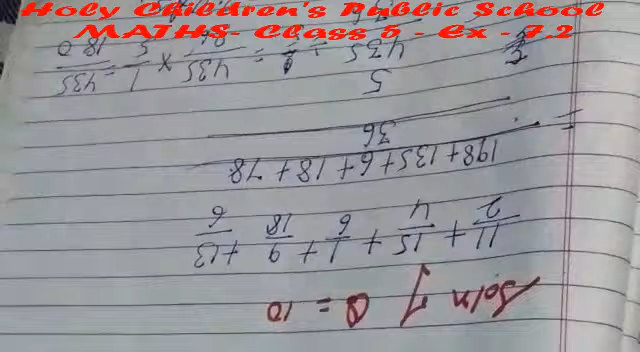 Holy Children's Public School
MATHS- Class 5 - Ex - 7.2
Soln of Q = 10
11/2 + 15/4 + 1/6 + 9/18 + 13/6
= 198+135+6+18+78
36
5
435 ÷ = 435/36 × 1/5 = 435/180